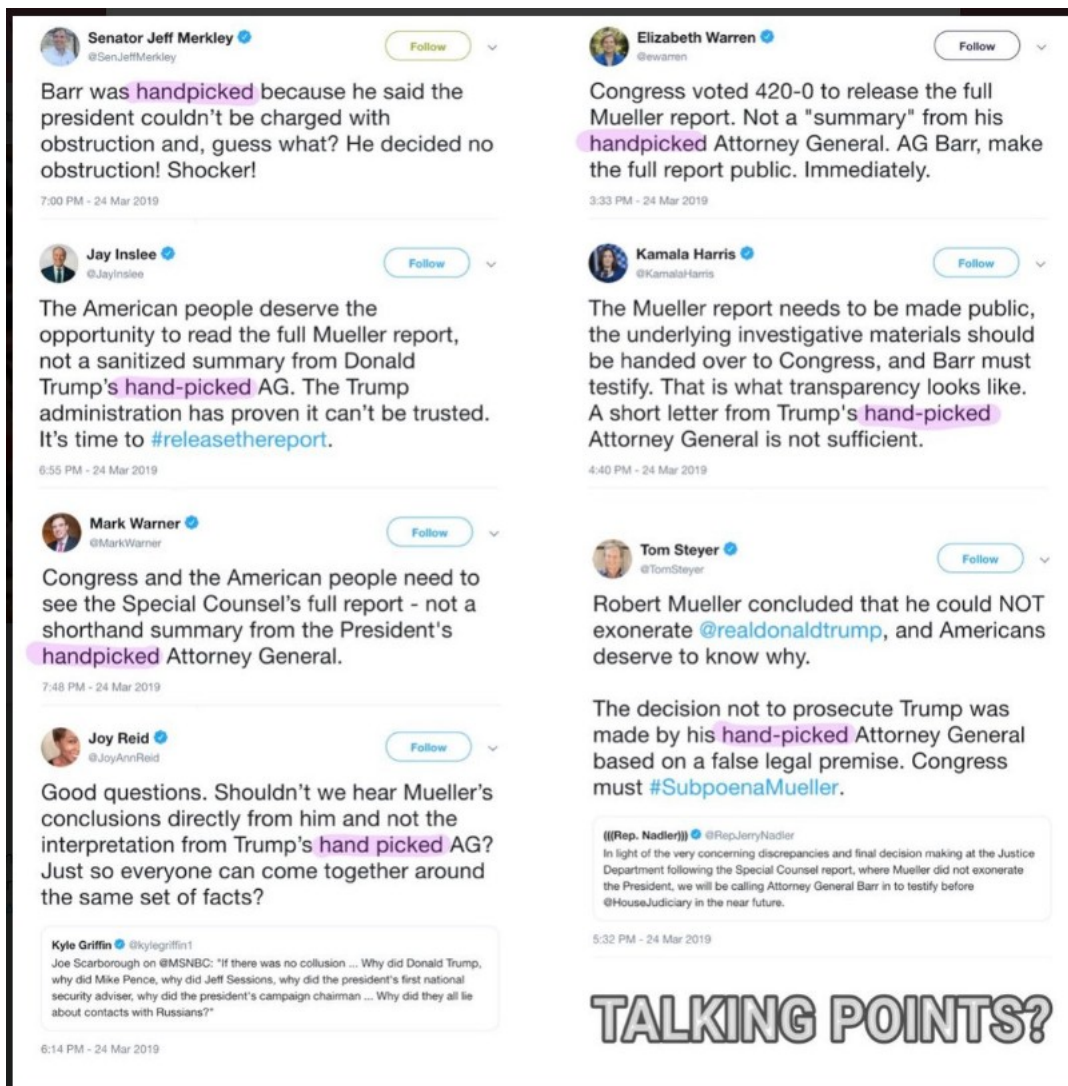 Senator Jeff Merkley
@SenJeffMerkley
Follow
Barr was handpicked because he said the
president couldn’t be charged with
obstruction and, guess what? He decided no
obstruction! Shocker!
7:00 PM - 24 Mar 2019
Jay Inslee
@JayInslee
Follow
The American people deserve the
opportunity to read the full Mueller report,
not a sanitized summary from Donald
Trump’s hand-picked AG. The Trump
administration has proven it can’t be trusted.
It’s time to #releasethereport.
6:55 PM - 24 Mar 2019
Mark Warner
@MarkWarner
Follow
Congress and the American people need to
see the Special Counsel’s full report - not a
shorthand summary from the President's
handpicked Attorney General.
7:48 PM - 24 Mar 2019
Joy Reid
@JoyAnnReid
Follow
Good questions. Shouldn’t we hear Mueller’s
conclusions directly from him and not the
interpretation from Trump’s hand picked AG?
Just so everyone can come together around
the same set of facts?
Kyle Griffin @kylegriffin1
Joe Scarborough on @MSNBC: "If there was no collusion ... Why did Donald Trump,
why did Mike Pence, why did Jeff Sessions, why did the president's first national
security adviser, why did the president's campaign chairman ... Why did they all lie
about contacts with Russians?"
6:14 PM - 24 Mar 2019
Elizabeth Warren
@ewarren
Follow
Congress voted 420-0 to release the full
Mueller report. Not a "summary" from his
handpicked Attorney General. AG Barr, make
the full report public. Immediately.
3:33 PM - 24 Mar 2019
Kamala Harris
@KamalaHarris
Follow
The Mueller report needs to be made public,
the underlying investigative materials should
be handed over to Congress, and Barr must
testify. That is what transparency looks like.
A short letter from Trump's hand-picked
Attorney General is not sufficient.
4:40 PM - 24 Mar 2019
Tom Steyer
@TomSteyer
Follow
Robert Mueller concluded that he could NOT
exonerate @realdonaldtrump, and Americans
deserve to know why.
The decision not to prosecute Trump was
made by his hand-picked Attorney General
based on a false legal premise. Congress
must #SubpoenaMueller.
(((Rep. Nadler))) @RepJerryNadler
In light of the very concerning discrepancies and final decision making at the Justice
Department following the Special Counsel report, where Mueller did not exonerate
the President, we will be calling Attorney General Barr in to testify before
@HouseJudiciary in the near future.
5:32 PM - 24 Mar 2019
TALKING POINTS?